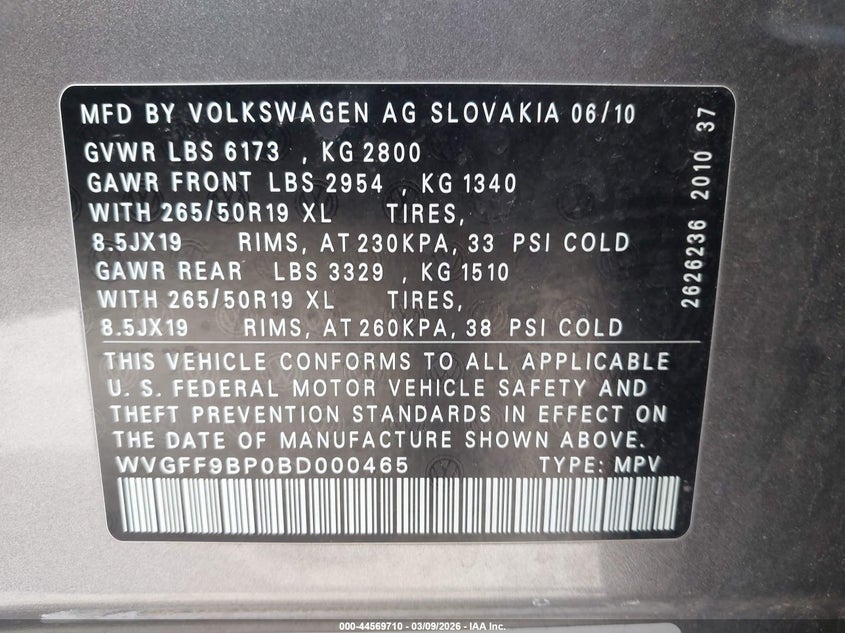 MFD BY VOLKSWAGEN AG SLOVAKIA 06/10
GVWR LBS 6173 , KG 2800
GAWR FRONT LBS 2954 , KG 1340
WITH 265/50R19 XL TIRES,
8.5JX19 RIMS, AT 230KPA, 33 PSI COLD
GAWR REAR LBS 3329 , KG 1510
WITH 265/50R19 XL TIRES,
8.5JX19 RIMS, AT 260KPA, 38 PSI COLD
THIS VEHICLE CONFORMS TO ALL APPLICABLE
U. S. FEDERAL MOTOR VEHICLE SAFETY AND
THEFT PREVENTION STANDARDS IN EFFECT ON
THE DATE OF MANUFACTURE SHOWN ABOVE.
WVGFF9BP0BD000465 TYPE: MPV
2626236 2010 37
000-44569710 - 03/09/2026 - IAA Inc.